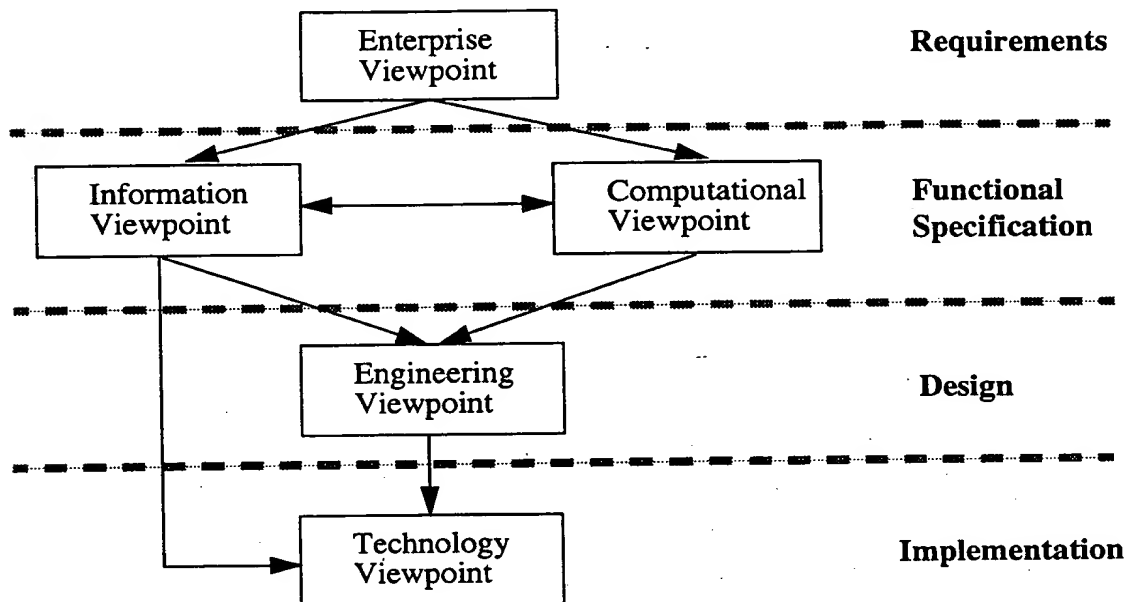 Enterprise
Viewpoint
Requirements
Information
Viewpoint
Computational
Viewpoint
Functional
Specification
Engineering
Viewpoint
Design
Technology
Viewpoint
Implementation